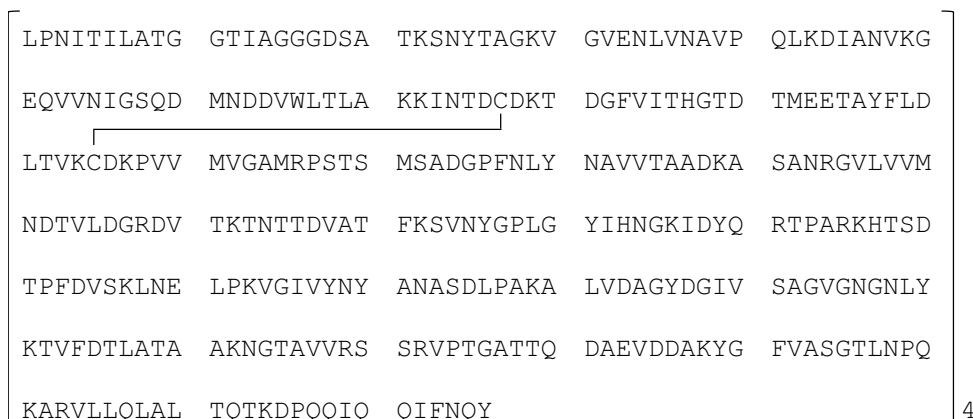 LPNITILATG GGTIAGGGDSA TKSNYTAGKV GVENLVNAVP QLKDIANVKG
EQVVNIGSQD MNDDVWLTLA KKINTDCDKT DGFVITHGTD TMEETAYFLD
LTVKCDKPVV MVGAMRPSTS MSADGPFNLY NAVVTAADKA SANRGVLVVM
NDTVLDGRDV TKTNTTDVAT FKSVNYGPLG YIHNGKIDYQ RTPARKHTSD
TPFDVSKLNE LPKVGIVYNY ANASDLPAKA LVDAGYDGIV SAGVGNGNLY
KTVFDTLATA AKNGTAVVRS SRVPTGATTQ DAEVDDAKYG FVASGTLNPQ
KARVLLQLAL TQTKDPQQIQ QIFNQY 4